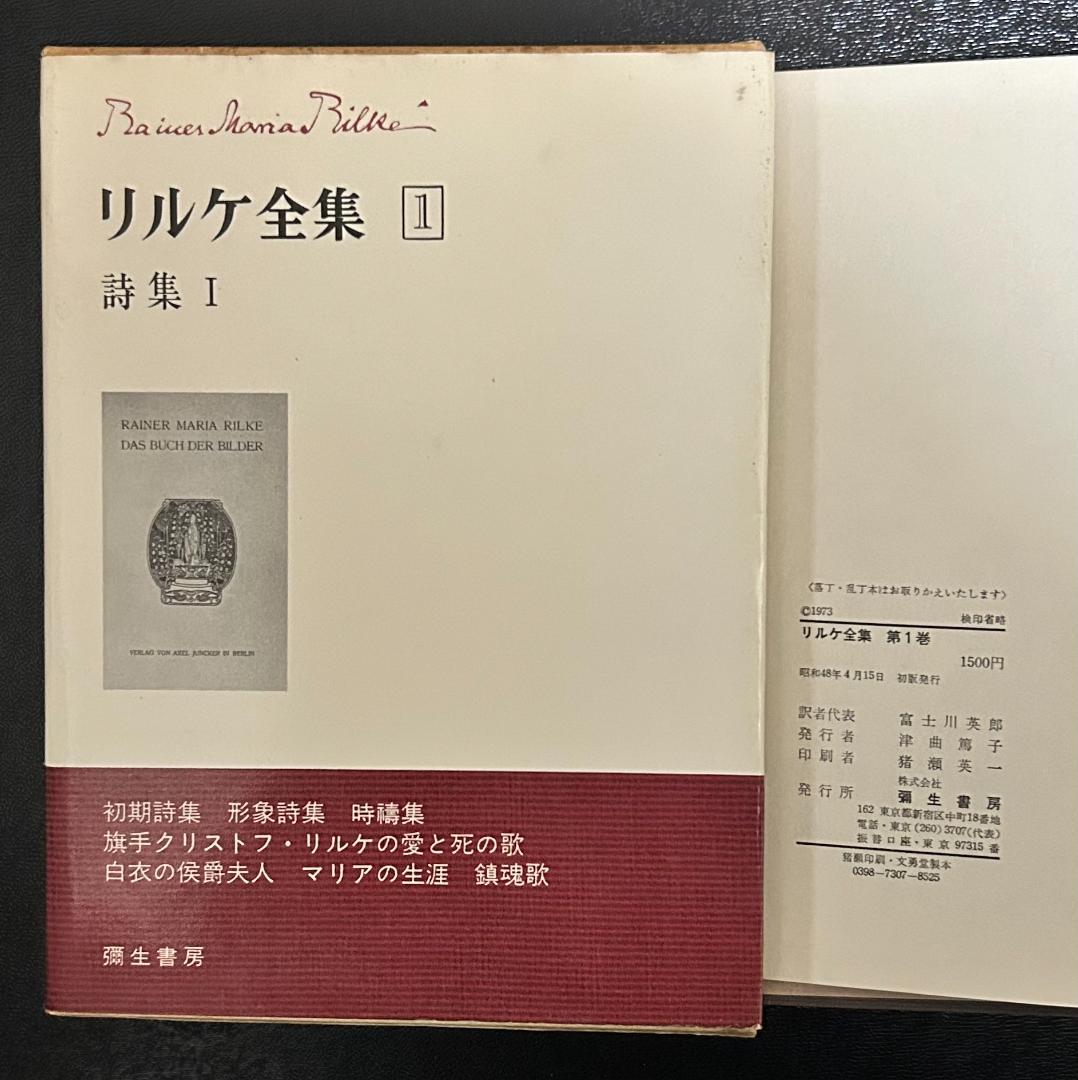 Rainer Maria Rilke
リルケ全集 1
詩集 I
RAINER MARIA RILKE
DAS BUCH DER BILDER
VERLAG VON AXEL JUNCKER IN BERLIN
初期詩集 形象詩集 時禱集
旗手クリストフ・リルケの愛と死の歌
白衣の侯爵夫人 マリアの生涯 鎮魂歌
彌生書房
〈落丁・乱丁本はお取りかえいたします〉
©1973 検印省略
リルケ全集 第1巻
1500円
昭和48年4月15日 初版発行
訳者代表 富士川英郎
発行者 津曲篤子
印刷者 猪瀬英一
株式会社
発行所 彌生書房
162 東京都新宿区中町18番地
電話・東京(260)3707(代表)
振替口座・東京 97315 番
猪瀬印刷・文勇堂製本
0398-7307-8525